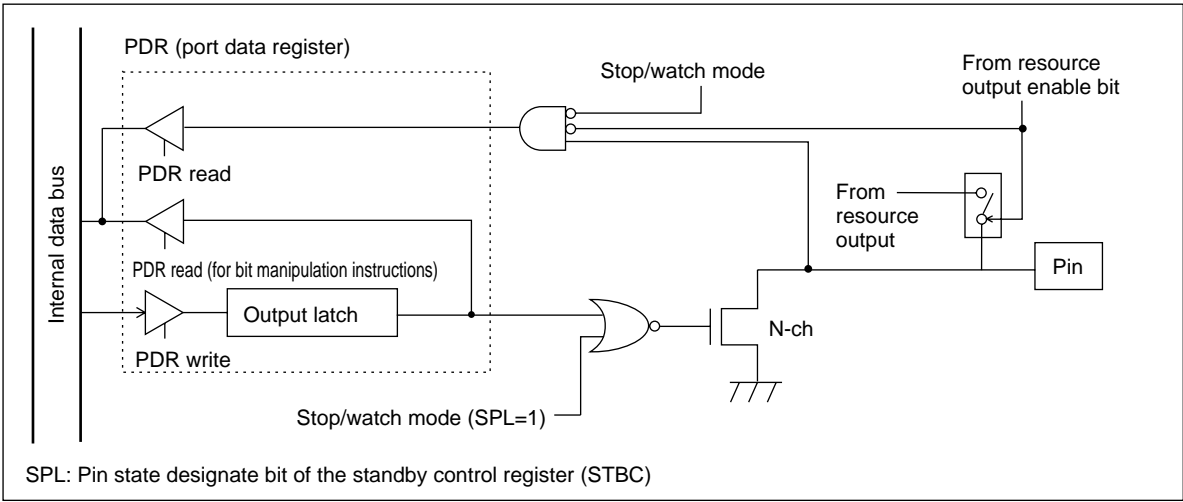 PDR (port data register)
Stop/watch mode
From resource
output enable bit
PDR read
From
resource
output
Internal data bus
PDR read (for bit manipulation instructions)
Pin
Output latch
N-ch
PDR write
Stop/watch mode (SPL=1)
SPL: Pin state designate bit of the standby control register (STBC)